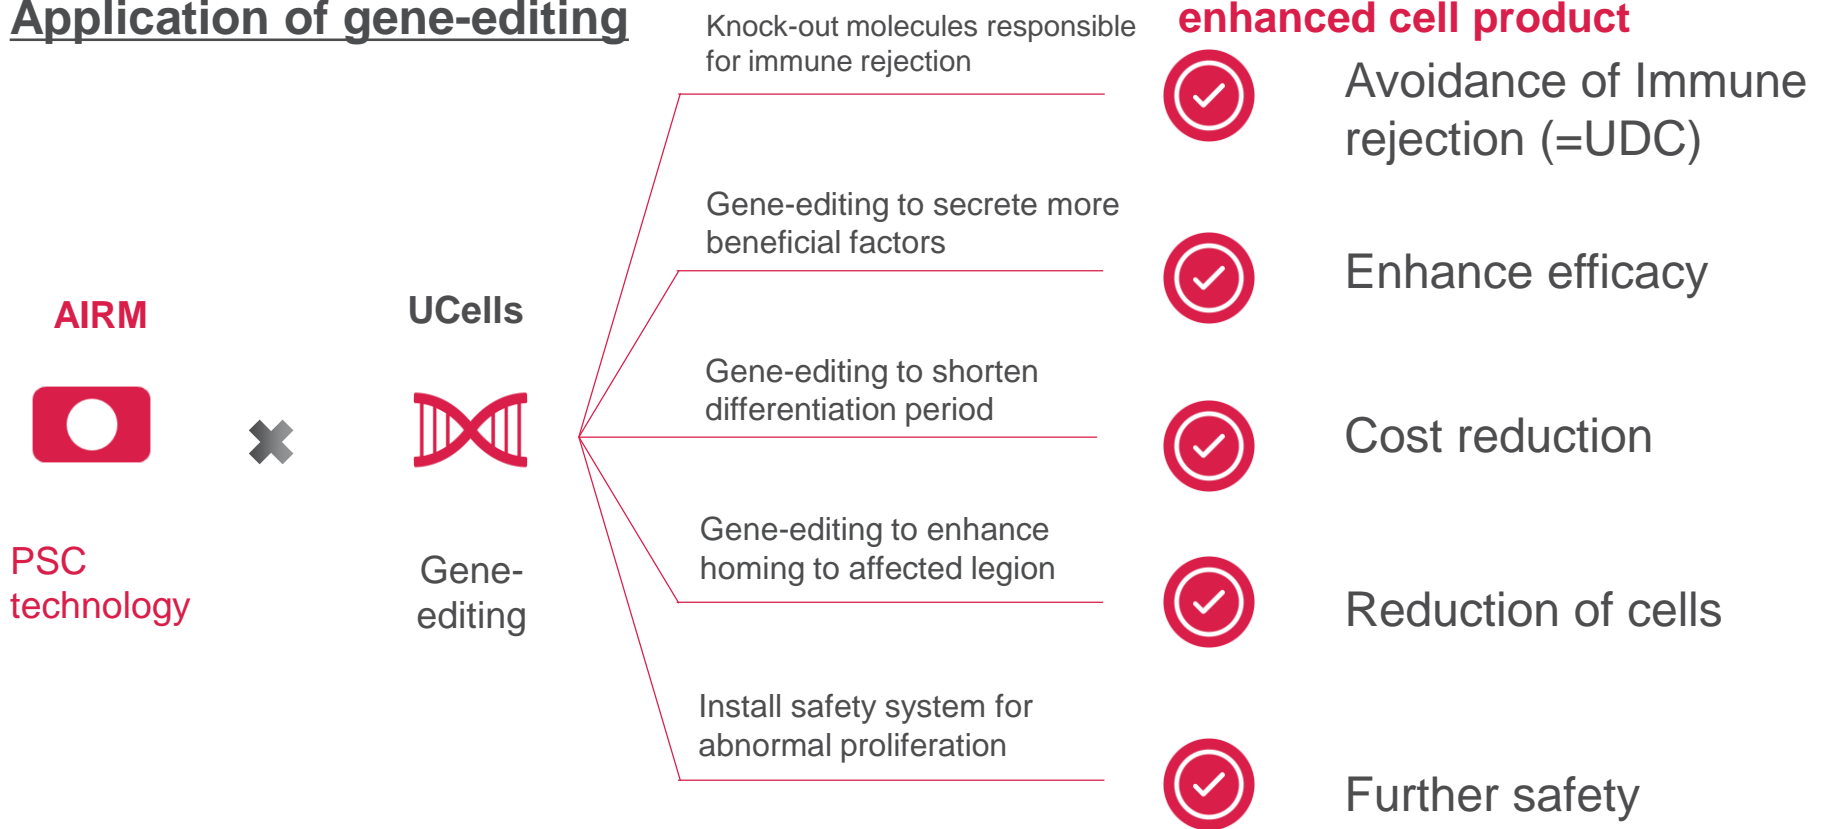 Application of gene-editing
enhanced cell product
AIRM
PSC
technology
UCells
Gene-
editing
Knock-out molecules responsible
for immune rejection
Avoidance of Immune
rejection (=UDC)
Gene-editing to secrete more
beneficial factors
Enhance efficacy
Gene-editing to shorten
differentiation period
Cost reduction
Gene-editing to enhance
homing to affected legion
Reduction of cells
Install safety system for
abnormal proliferation
Further safety